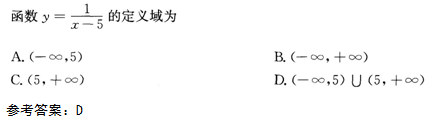 函数 y = 1/(x-5) 的定义域为
A. (-∞,5) B. (-∞,+∞)
C. (5,+∞) D. (-∞,5)∪(5,+∞)
参考答案：D